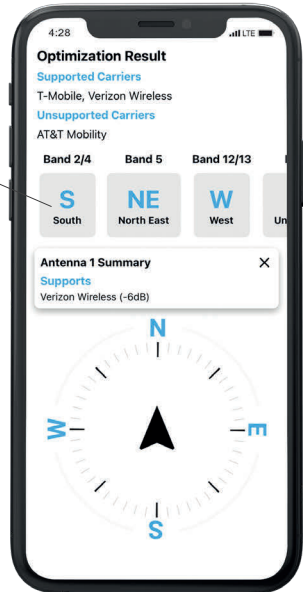 4:28
LTE
Optimization Result
Supported Carriers
T-Mobile, Verizon Wireless
Unsupported Carriers
AT&T Mobility
Band 2/4 Band 5 Band 12/13
S NE W
South North East West Un
Antenna 1 Summary ×
Supports
Verizon Wireless (-6dB)
N
W E
S